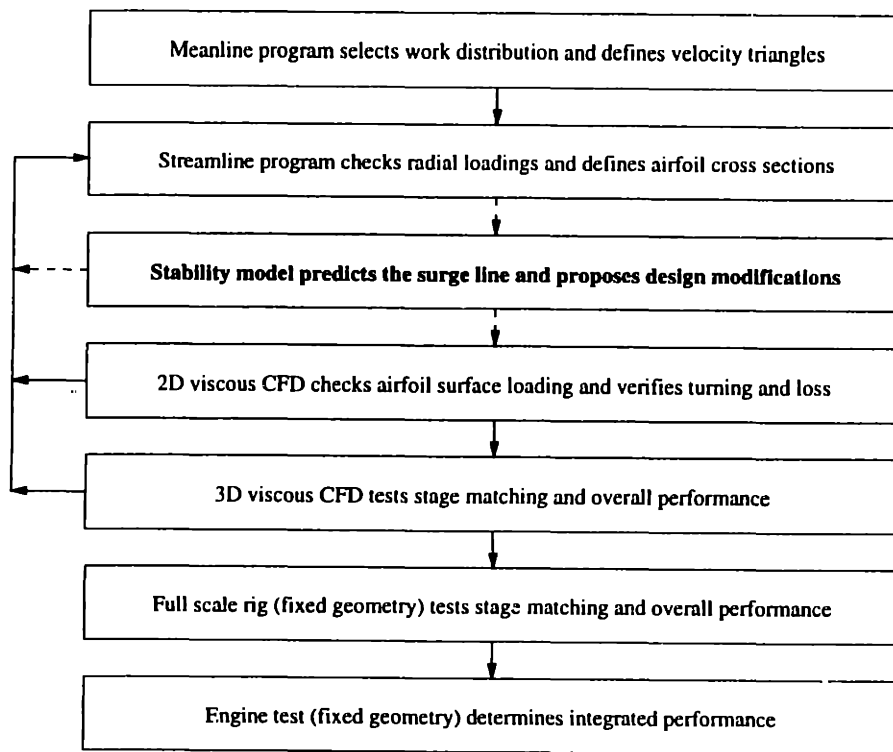 Meanline program selects work distribution and defines velocity triangles
Streamline program checks radial loadings and defines airfoil cross sections
Stability model predicts the surge line and proposes design modifications
2D viscous CFD checks airfoil surface loading and verifies turning and loss
3D viscous CFD tests stage matching and overall performance
Full scale rig (fixed geometry) tests stage matching and overall performance
Engine test (fixed geometry) determines integrated performance